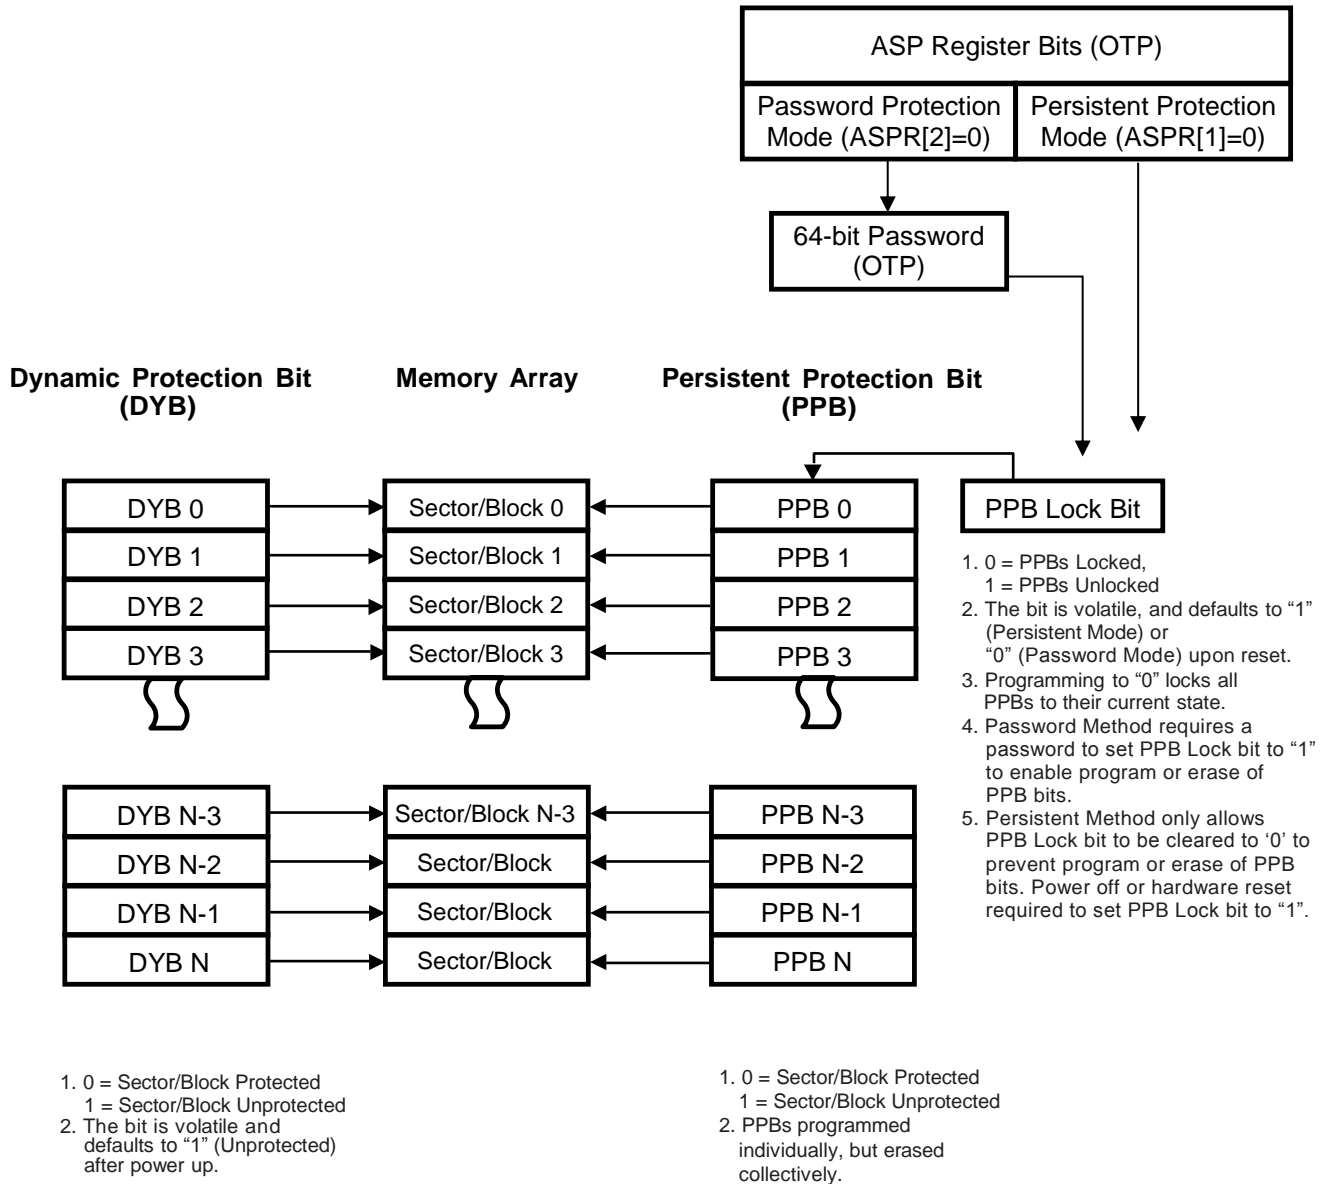 ASP Register Bits (OTP)
Password Protection
Mode (ASPR[2]=0)
Persistent Protection
Mode (ASPR[1]=0)
64-bit Password
(OTP)
Dynamic Protection Bit
(DYB)
Memory Array
Persistent Protection Bit
(PPB)
DYB 0
Sector/Block 0
PPB 0
PPB Lock Bit
DYB 1
Sector/Block 1
PPB 1
DYB 2
Sector/Block 2
PPB 2
DYB 3
Sector/Block 3
PPB 3
DYB N-3
Sector/Block N-3
PPB N-3
DYB N-2
Sector/Block
PPB N-2
DYB N-1
Sector/Block
PPB N-1
DYB N
Sector/Block
PPB N
1. 0 = PPBs Locked,
1 = PPBs Unlocked
2. The bit is volatile, and defaults to “1”
(Persistent Mode) or
“0” (Password Mode) upon reset.
3. Programming to “0” locks all
PPBs to their current state.
4. Password Method requires a
password to set PPB Lock bit to “1”
to enable program or erase of
PPB bits.
5. Persistent Method only allows
PPB Lock bit to be cleared to ‘0’ to
prevent program or erase of PPB
bits. Power off or hardware reset
required to set PPB Lock bit to “1”.
1. 0 = Sector/Block Protected
1 = Sector/Block Unprotected
2. The bit is volatile and
defaults to “1” (Unprotected)
after power up.
1. 0 = Sector/Block Protected
1 = Sector/Block Unprotected
2. PPBs programmed
individually, but erased
collectively.